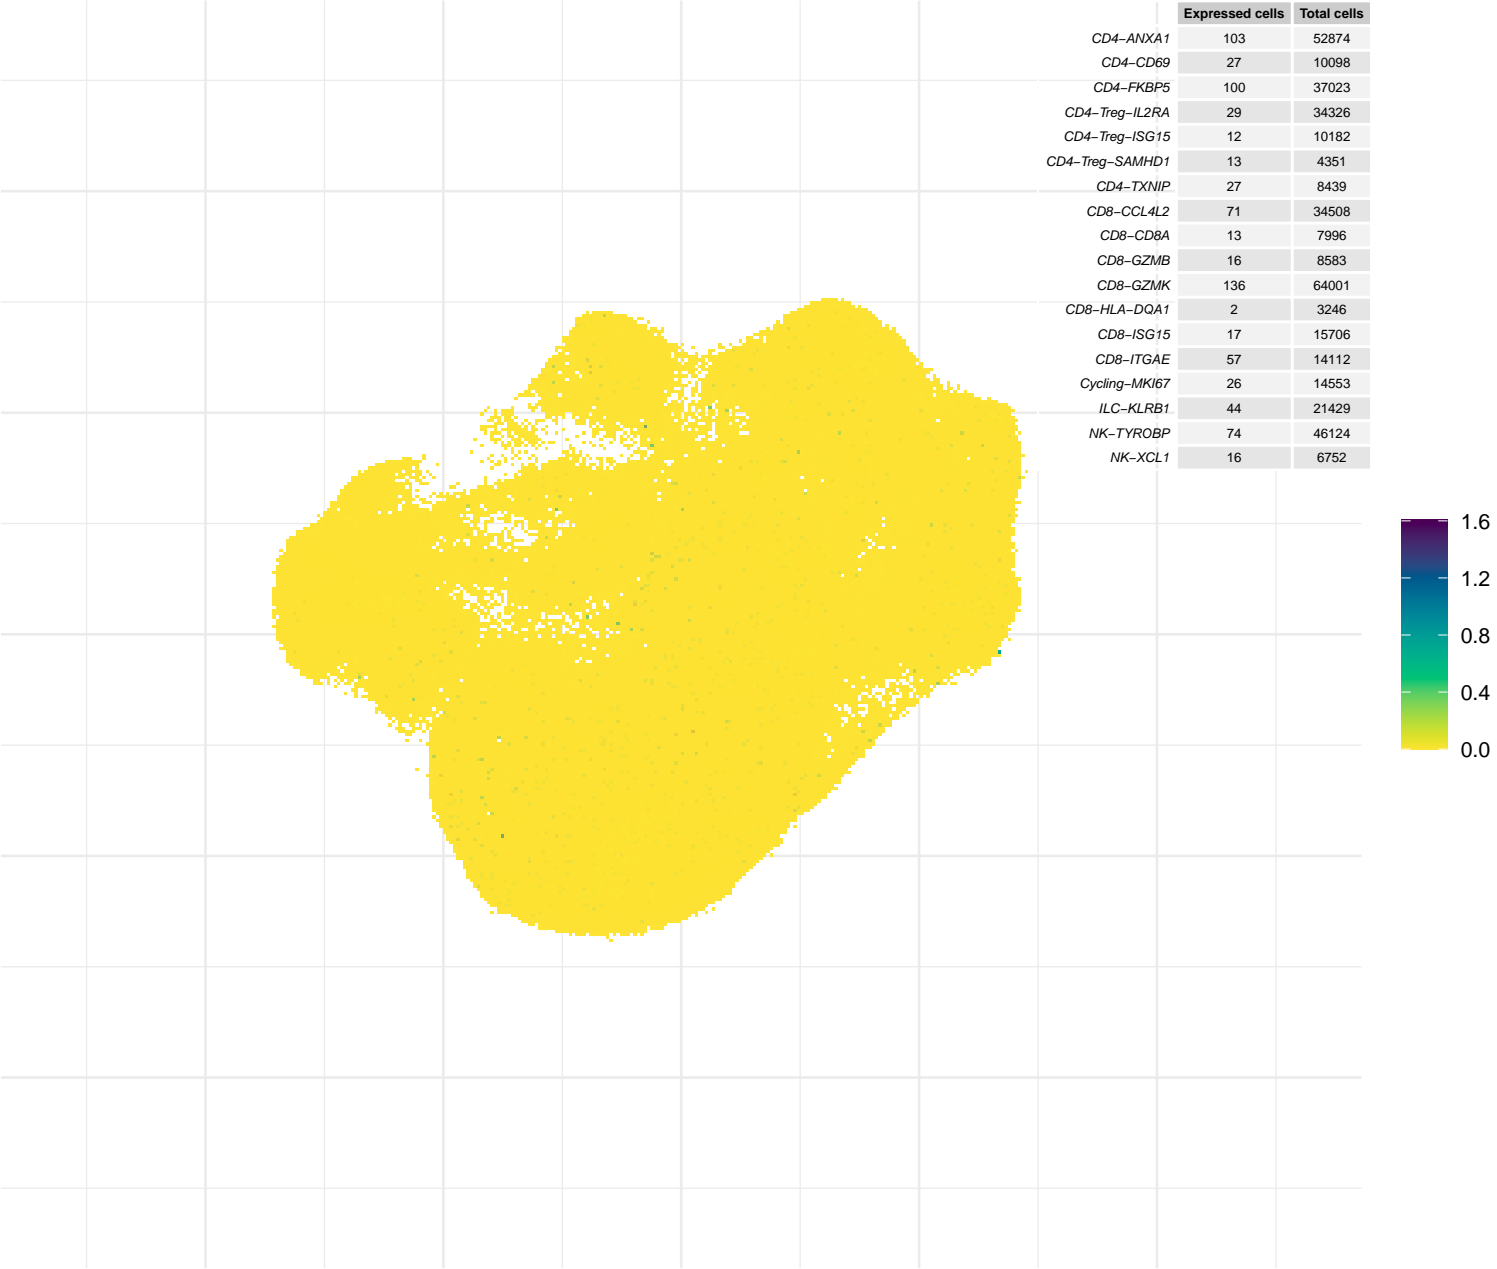 Expressed cells Total cells
CD4−ANXA1 103 52874
CD4−CD69 27 10098
CD4−FKBP5 100 37023
CD4−Treg−IL2RA 29 34326
CD4−Treg−ISG15 12 10182
CD4−Treg−SAMHD1 13 4351
CD4−TXNIP 27 8439
CD8−CCL4L2 71 34508
CD8−CD8A 13 7996
CD8−GZMB 16 8583
CD8−GZMK 136 64001
CD8−HLA−DQA1 2 3246
CD8−ISG15 17 15706
CD8−ITGAE 57 14112
Cycling−MKI67 26 14553
ILC−KLRB1 44 21429
NK−TYROBP 74 46124
NK−XCL1 16 6752
1.6
1.2
0.8
0.4
0.0